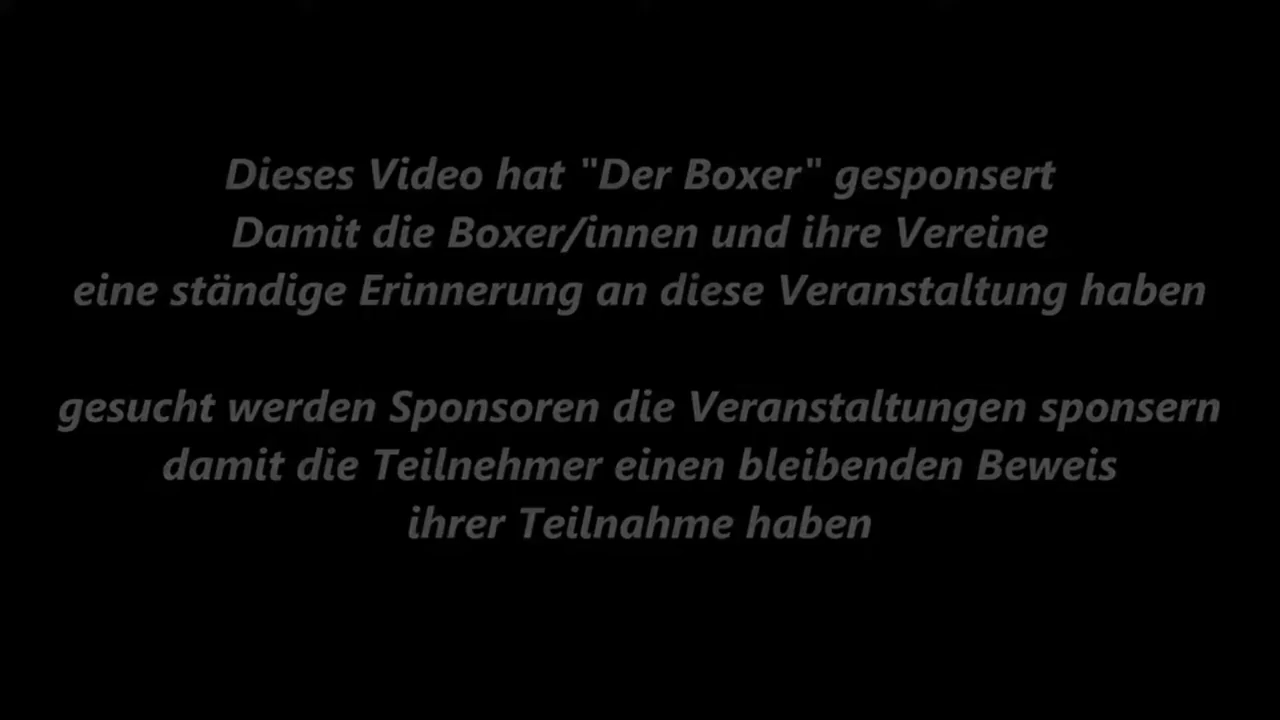 Dieses Video hat "Der Boxer" gesponsert
Damit die Boxer/innen und ihre Vereine
eine ständige Erinnerung an diese Veranstaltung haben
gesucht werden Sponsoren die Veranstaltungen sponsern
damit die Teilnehmer einen bleibenden Beweis
ihrer Teilnahme haben